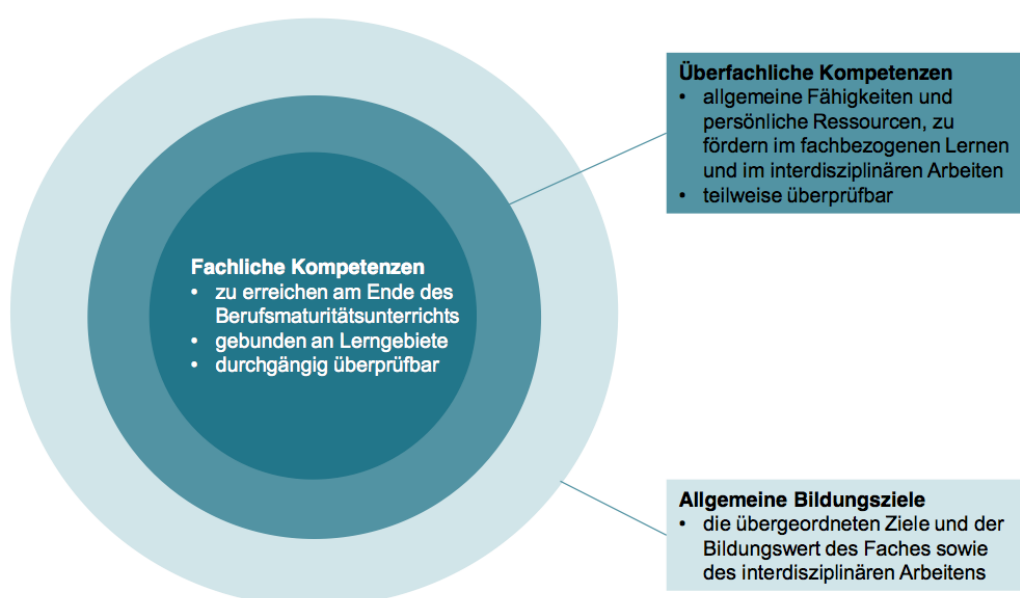 Überfachliche Kompetenzen
• allgemeine Fähigkeiten und
persönliche Ressourcen, zu
fördern im fachbezogenen Lernen
und im interdisziplinären Arbeiten
• teilweise überprüfbar
Fachliche Kompetenzen
• zu erreichen am Ende des
Berufsmaturitätsunterrichts
• gebunden an Lerngebiete
• durchgängig überprüfbar
Allgemeine Bildungsziele
• die übergeordneten Ziele und der
Bildungswert des Faches sowie
des interdisziplinären Arbeitens